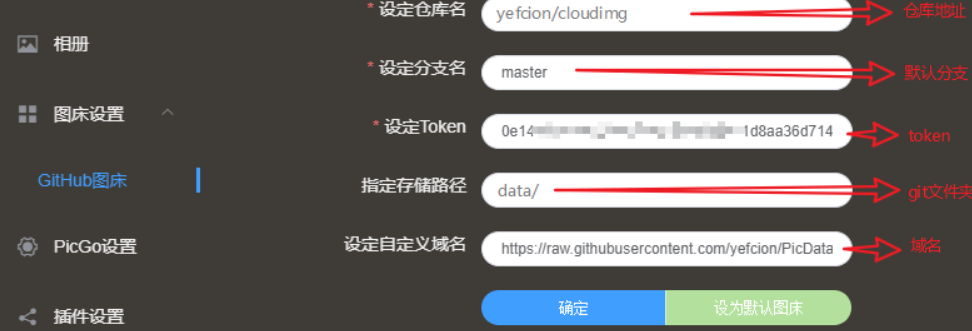 * 设定仓库名
yefcion/cloudimg
仓库地址
相册
* 设定分支名
master
默认分支
图床设置
* 设定Token
0e14
1d8aa36d714
token
GitHub图床
指定存储路径
data/
git文件夹
PicGo设置
设定自定义域名
https://raw.githubusercontent.com/yefcion/PicData
域名
插件设置
确定
设为默认图床